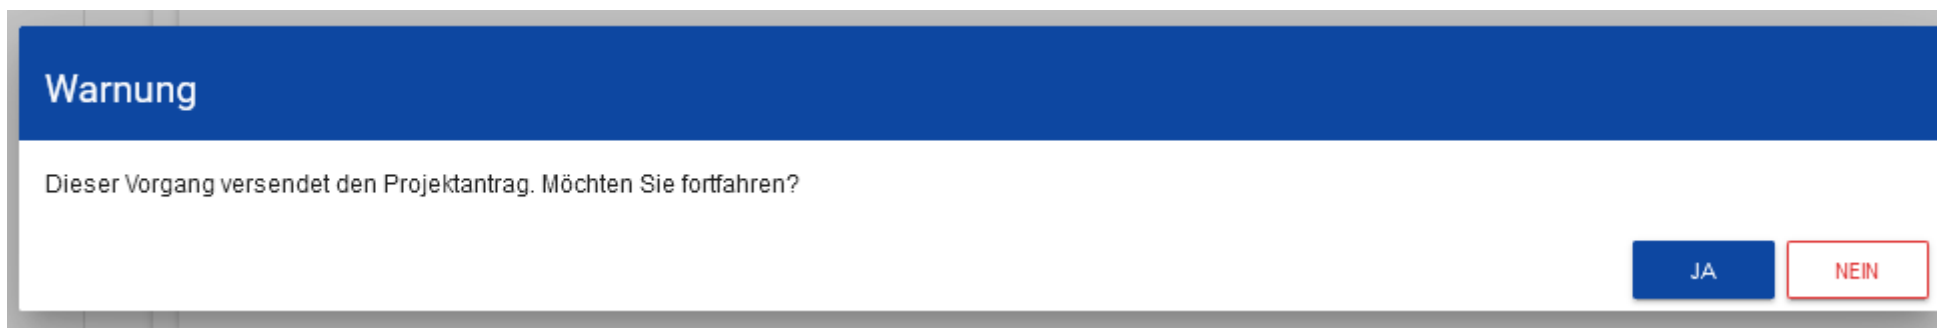 Warnung
Dieser Vorgang versendet den Projektantrag. Möchten Sie fortfahren?
JA
NEIN